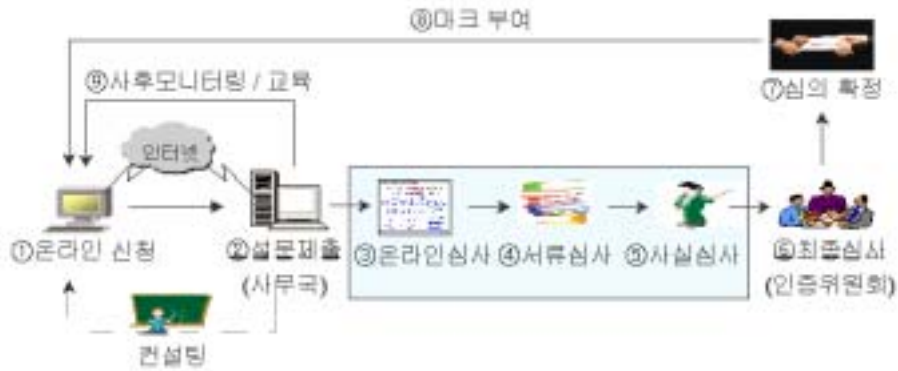 ⑧마크 부여
⑨사후모니터링 / 교육
⑦심의 확정
인터넷
①온라인 신청
②설문제출
(사무국)
③온라인심사
④서류심사
⑤사실심사
⑥최종심사
(인증위원회)
컨설팅